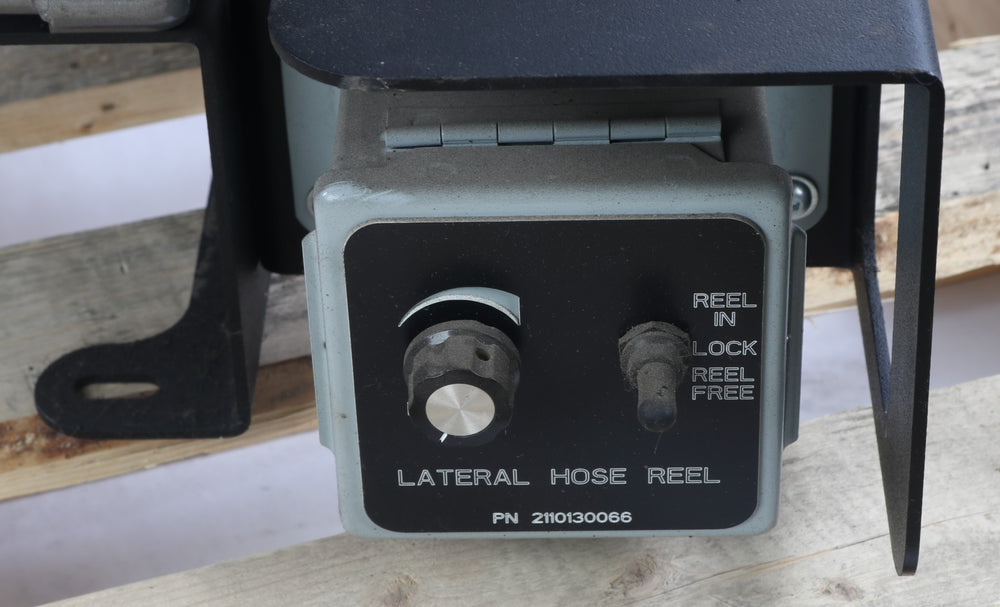 REEL
IN
LOCK
REEL
FREE
LATERAL HOSE REEL
PN 2110130066